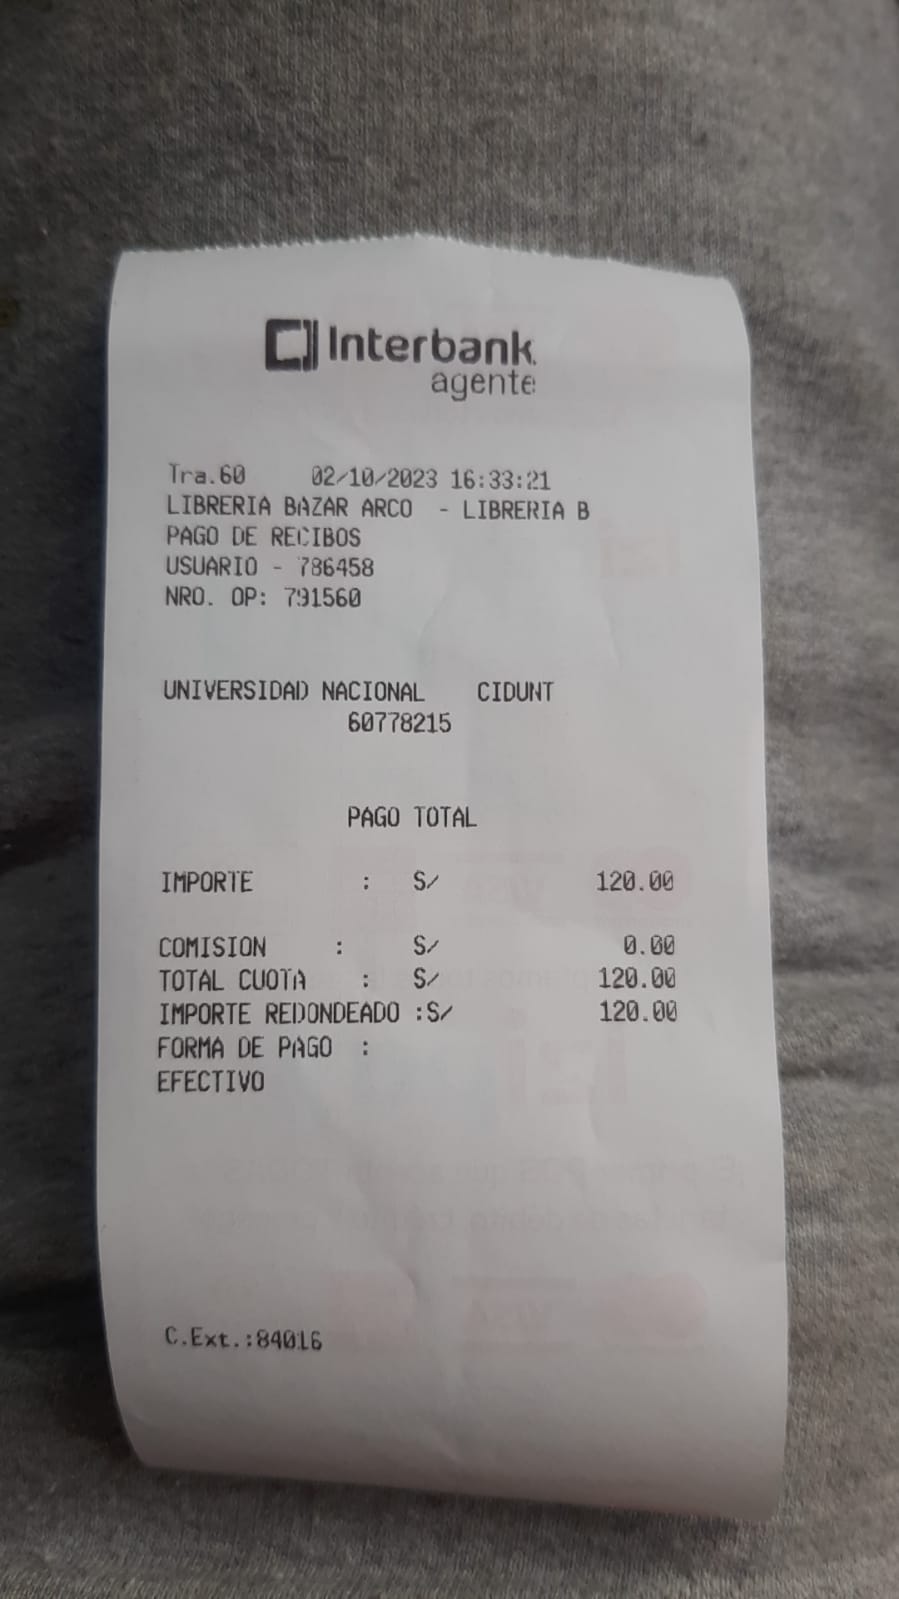 Interbank
agente
Tra.60 02/10/2023 16:33:21
LIBRERIA BAZAR ARCO - LIBRERIA B
PAGO DE RECIBOS
USUARIO - 786458
NRO. OP: 791560
UNIVERSIDAD NACIONAL CIDUNT
60778215
PAGO TOTAL
IMPORTE : S/ 120.00
COMISION : S/ 0.00
TOTAL CUOTA : S/ 120.00
IMPORTE REDONDEADO :S/ 120.00
FORMA DE PAGO :
EFECTIVO
C.Ext.:84016